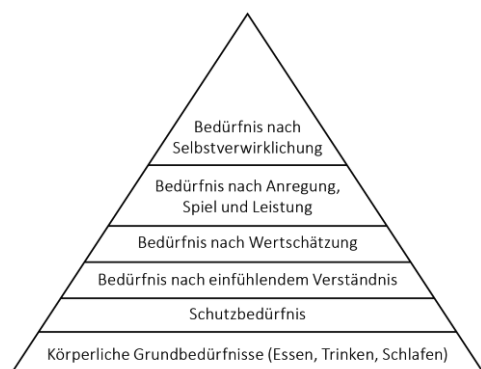 Bedürfnis nach
Selbstverwirklichung
Bedürfnis nach Anregung,
Spiel und Leistung
Bedürfnis nach Wertschätzung
Bedürfnis nach einfühlendem Verständnis
Schutzbedürfnis
Körperliche Grundbedürfnisse (Essen, Trinken, Schlafen)